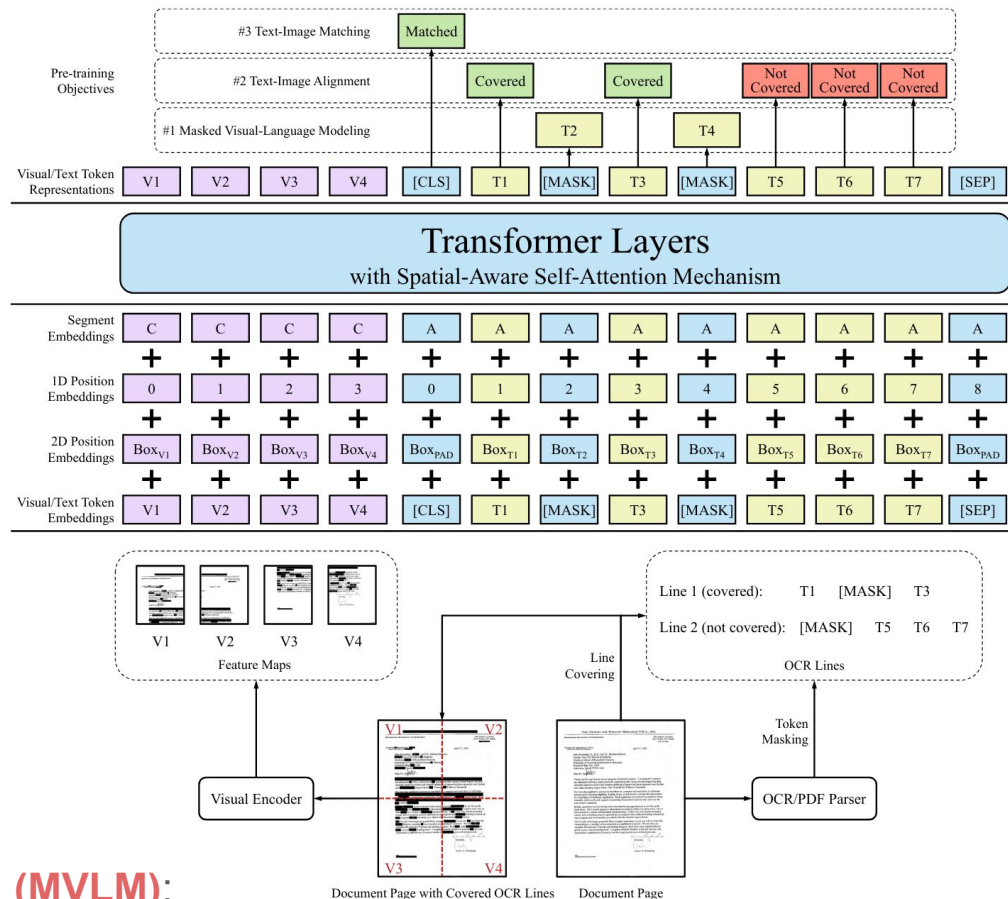 #3 Text-Image Matching Matched
Pre-training Objectives
#2 Text-Image Alignment Covered Covered Not Covered Not Covered Not Covered
#1 Masked Visual-Language Modeling T2 T4
Visual/Text Token Representations V1 V2 V3 V4 [CLS] T1 [MASK] T3 [MASK] T5 T6 T7 [SEP]
Transformer Layers
with Spatial-Aware Self-Attention Mechanism
Segment Embeddings C C C C A A A A A A A A A
+ + + + + + + + + + + + +
1D Position Embeddings 0 1 2 3 0 1 2 3 4 5 6 7 8
+ + + + + + + + + + + + +
2D Position Embeddings BoxV1 BoxV2 BoxV3 BoxV4 BoxPAD BoxT1 BoxT2 BoxT3 BoxT4 BoxT5 BoxT6 BoxT7 BoxPAD
+ + + + + + + + + + + + +
Visual/Text Token Embeddings V1 V2 V3 V4 [CLS] T1 [MASK] T3 [MASK] T5 T6 T7 [SEP]
V1 V2 V3 V4
Feature Maps
Line 1 (covered): T1 [MASK] T3
Line 2 (not covered): [MASK] T5 T6 T7
OCR Lines
Line Covering
Token Masking
V1 V2
V3 V4
Visual Encoder
OCR/PDF Parser
Document Page with Covered OCR Lines
Document Page
(MVLM):